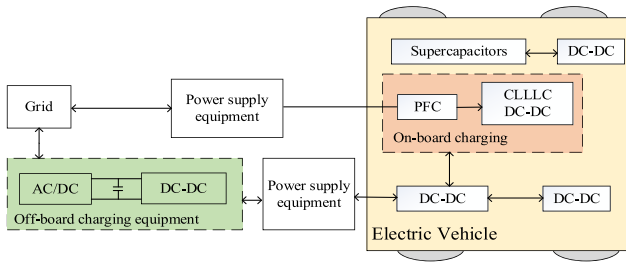 Supercapacitors
DC-DC
Grid
Power supply
equipment
PFC
CLLLC
DC-DC
On-board charging
AC/DC
DC-DC
Off-board charging equipment
Power supply
equipment
DC-DC
DC-DC
Electric Vehicle